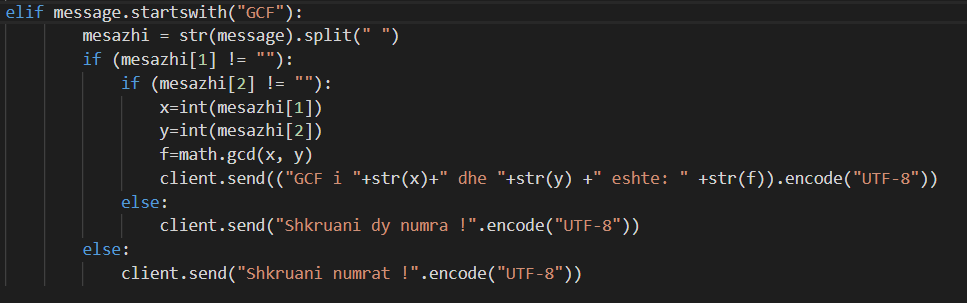 elif message.startswith("GCF"):
mesazhi = str(message).split(" ")
if (mesazhi[1] != ""):
if (mesazhi[2] != ""):
x=int(mesazhi[1])
y=int(mesazhi[2])
f=math.gcd(x, y)
client.send(("GCF i "+str(x)+" dhe "+str(y) +" eshte: " +str(f)).encode("UTF-8"))
else:
client.send("Shkruani dy numra !".encode("UTF-8"))
else:
client.send("Shkruani numrat !".encode("UTF-8"))